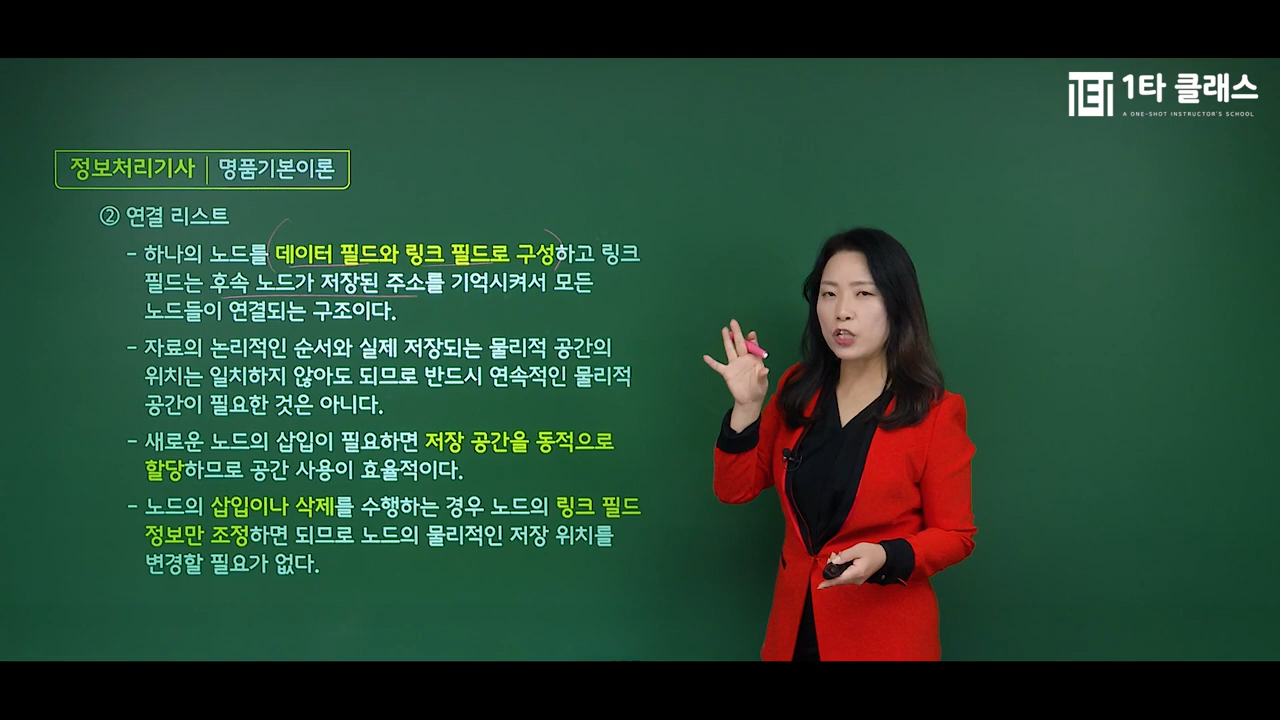 1타 클래스
A ONE-SHOT INSTRUCTOR'S SCHOOL
정보처리기사 | 명품기본이론
② 연결 리스트
- 하나의 노드를 데이터 필드와 링크 필드로 구성하고 링크
필드는 후속 노드가 저장된 주소를 기억시켜서 모든
노드들이 연결되는 구조이다.
- 자료의 논리적인 순서와 실제 저장되는 물리적 공간의
위치는 일치하지 않아도 되므로 반드시 연속적인 물리적
공간이 필요한 것은 아니다.
- 새로운 노드의 삽입이 필요하면 저장 공간을 동적으로
할당하므로 공간 사용이 효율적이다.
- 노드의 삽입이나 삭제를 수행하는 경우 노드의 링크 필드
정보만 조정하면 되므로 노드의 물리적인 저장 위치를
변경할 필요가 없다.